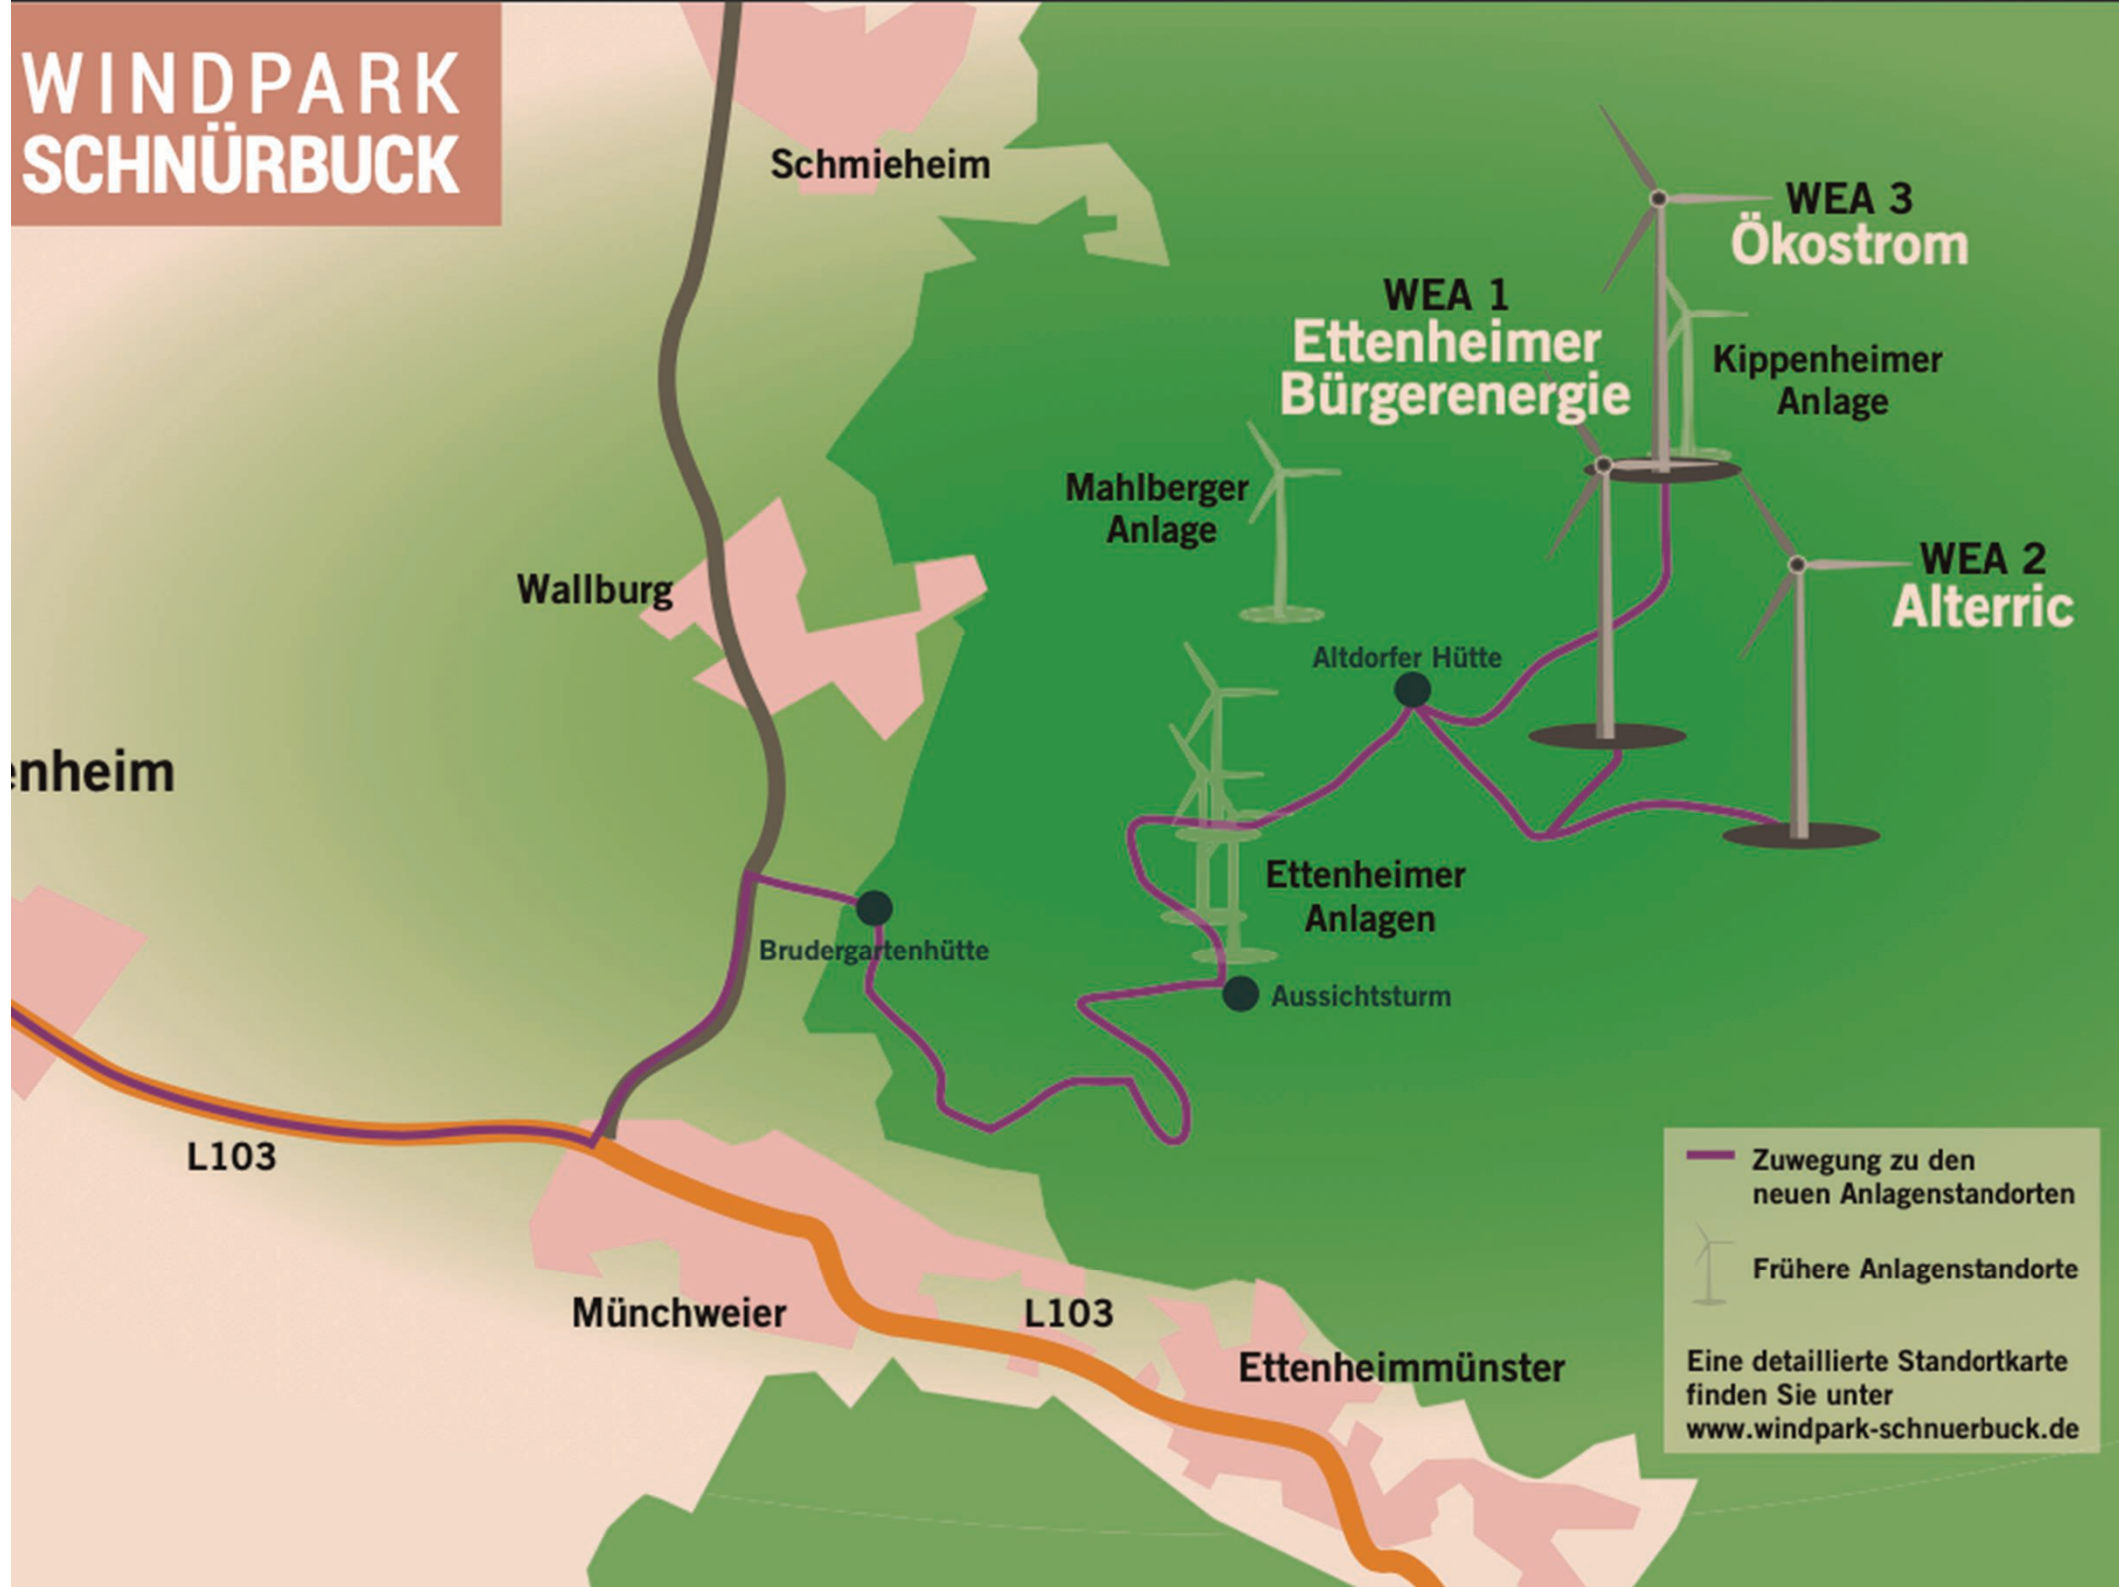 WINDPARK
SCHNÜRBUCK
Schmieheim
WEA 3
Ökostrom
WEA 1
Ettenheimer
Bürgerenergie
Kippenheimer
Anlage
Mahlberger
Anlage
WEA 2
Alterric
Wallburg
Altdorfer Hütte
enheim
Ettenheimer
Anlagen
Brudergartenhütte
Aussichtsturm
L103
Münchweier
L103
Ettenheimmünster
Zuwegung zu den
neuen Anlagenstandorten
Frühere Anlagenstandorte
Eine detaillierte Standortkarte
finden Sie unter
www.windpark-schnuerbuck.de